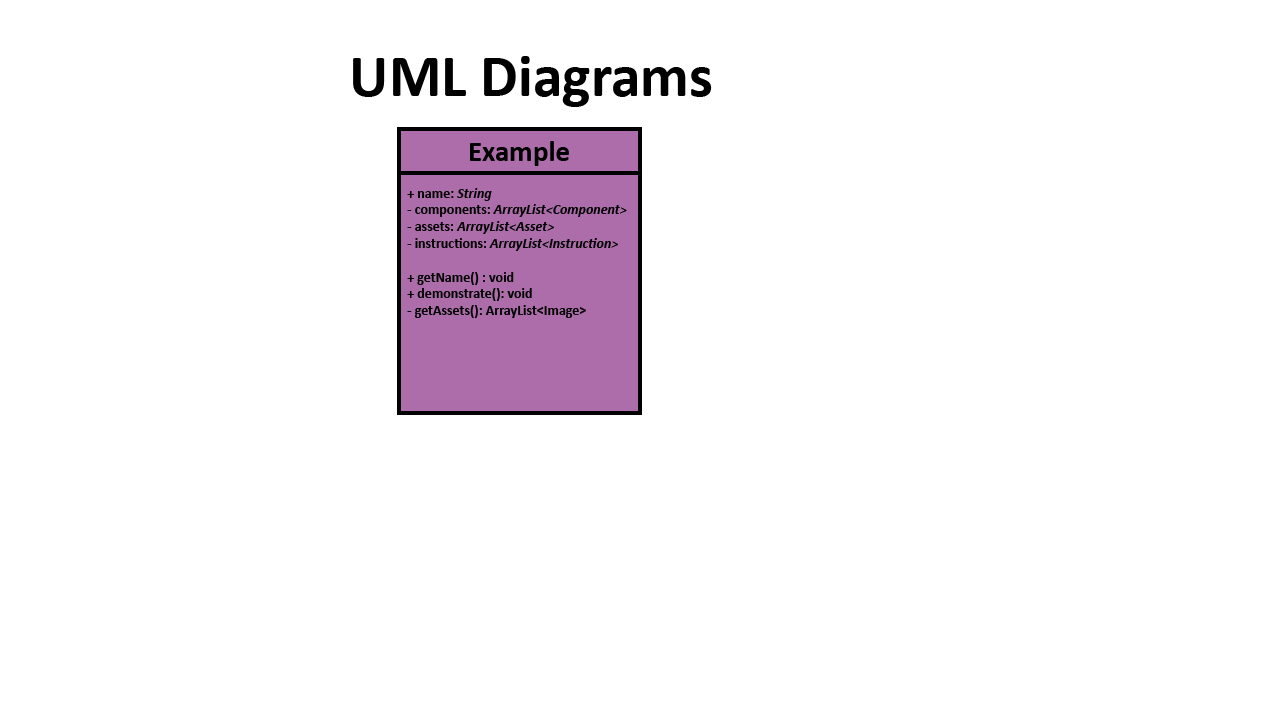 UML Diagrams
Example
+ name: String
- components: ArrayList<Component>
- assets: ArrayList<Asset>
- instructions: ArrayList<Instruction>
+ getName() : void
+ demonstrate(): void
- getAssets(): ArrayList<Image>